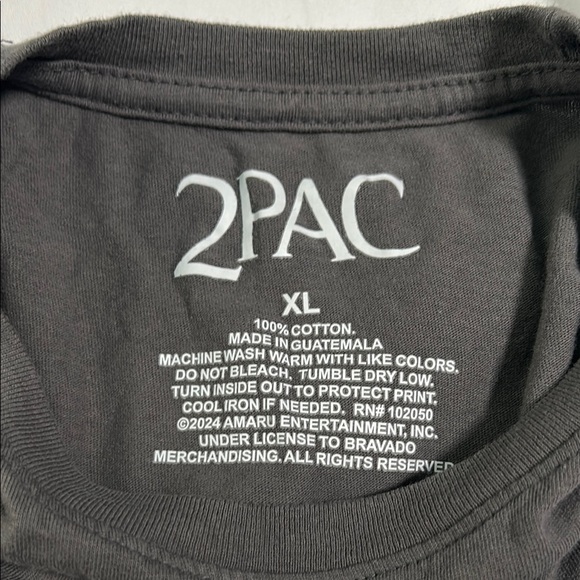 2PAC
XL
100% COTTON.
MADE IN GUATEMALA
MACHINE WASH WARM WITH LIKE COLORS.
DO NOT BLEACH. TUMBLE DRY LOW.
TURN INSIDE OUT TO PROTECT PRINT.
COOL IRON IF NEEDED. RN# 102050
©2024 AMARU ENTERTAINMENT, INC.
UNDER LICENSE TO BRAVADO
MERCHANDISING. ALL RIGHTS RESERVED